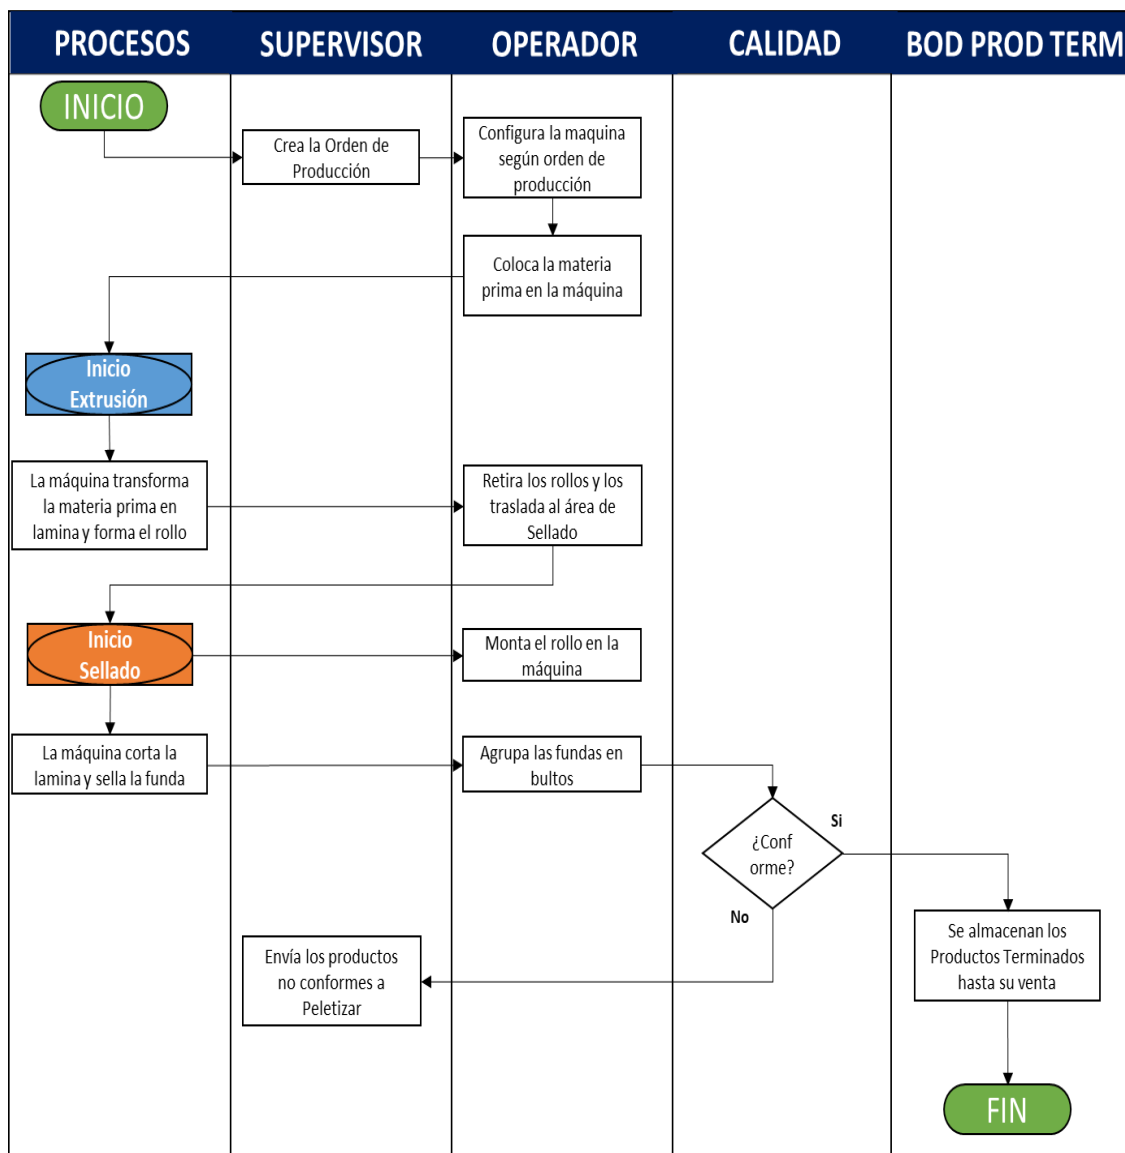 PROCESOS
SUPERVISOR
OPERADOR
CALIDAD
BOD PROD TERM
INICIO
Crea la Orden de
Producción
Configura la maquina
según orden de
producción
Coloca la materia
prima en la máquina
Inicio
Extrusión
La máquina transforma
la materia prima en
lamina y forma el rollo
Retira los rollos y los
traslada al área de
Sellado
Inicio
Sellado
Monta el rollo en la
máquina
La máquina corta la
lamina y sella la funda
Agrupa las fundas en
bultos
¿Conf
orme?
Si
No
Envía los productos
no conformes a
Peletizar
Se almacenan los
Productos Terminados
hasta su venta
FIN